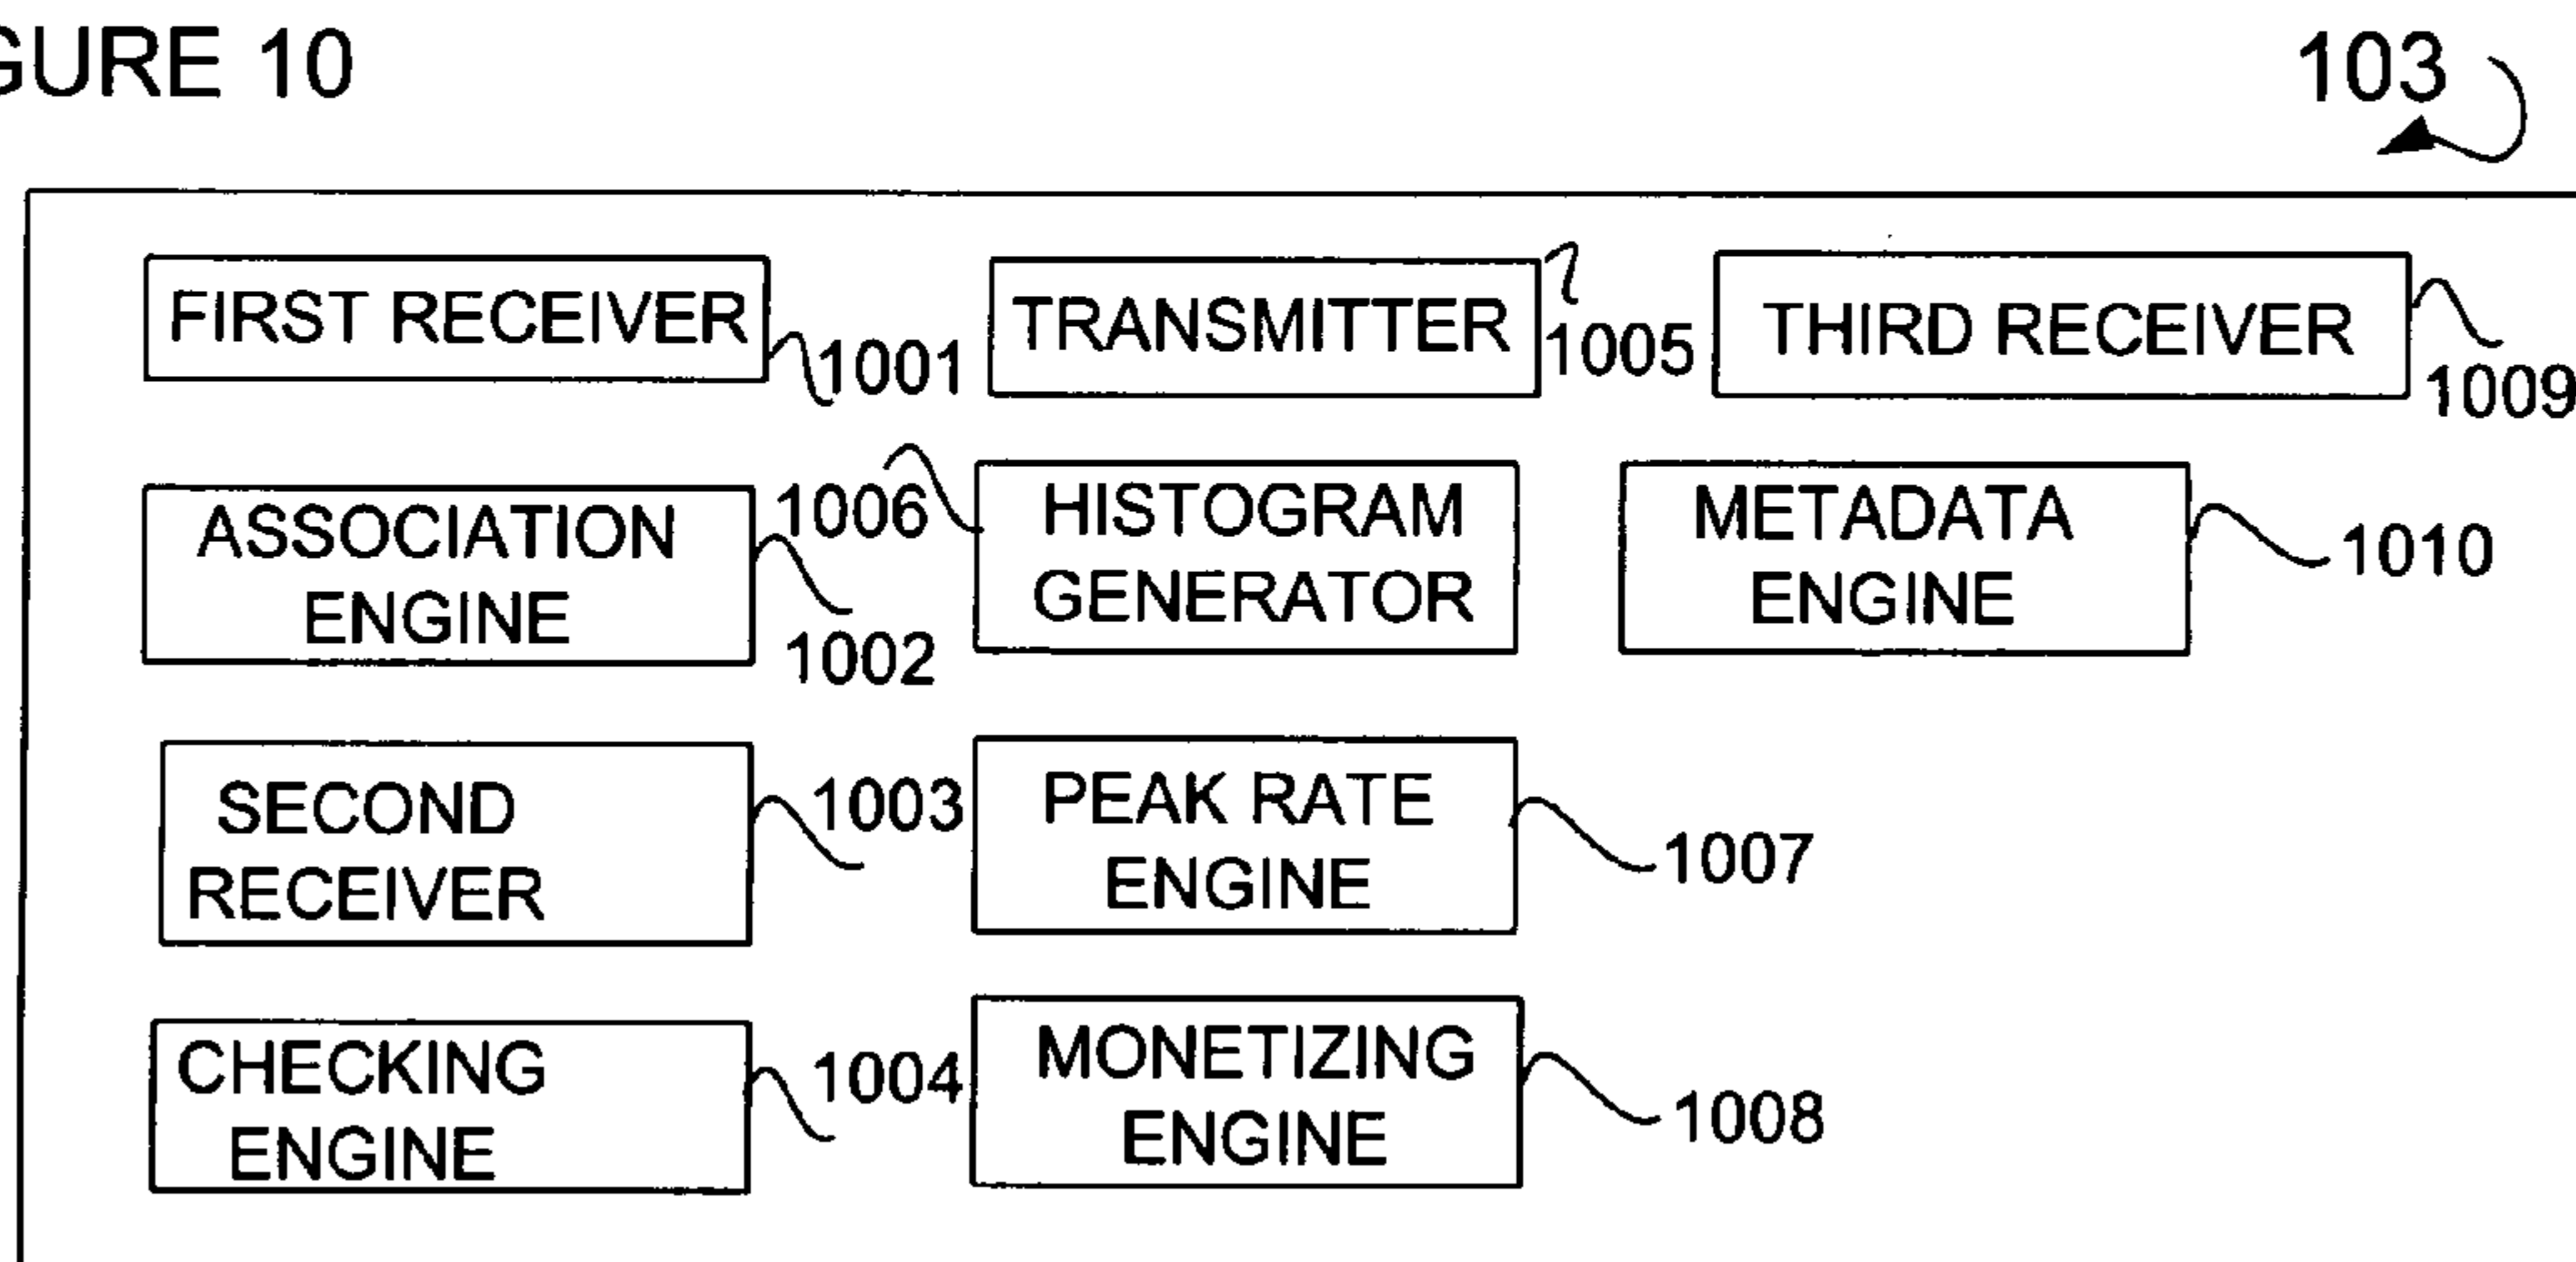 GURE 10
103
FIRST RECEIVER
1001
TRANSMITTER
1005
THIRD RECEIVER
1009
ASSOCIATION
ENGINE
1002
1006
HISTOGRAM
GENERATOR
METADATA
ENGINE
1010
SECOND
RECEIVER
1003
PEAK RATE
ENGINE
1007
CHECKING
ENGINE
1004
MONETIZING
ENGINE
1008